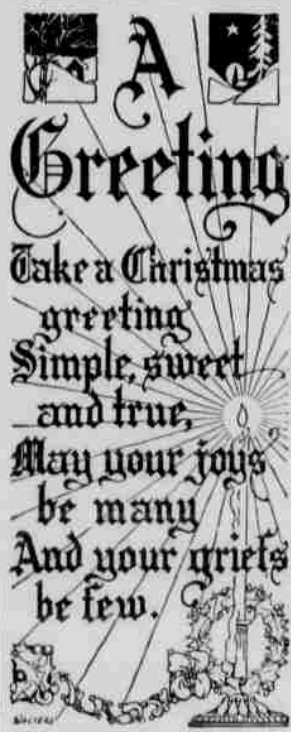 A
Greeting
Take a Christmas
greeting
Simple, sweet
and true,
May your joys
be many
And your griefs
be few.